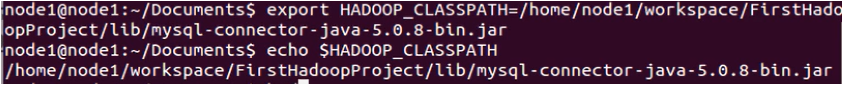 node1@node1:~/Documents$ export HADOOP_CLASSPATH=/home/node1/workspace/FirstHado
opProject/lib/mysql-connector-java-5.0.8-bin.jar
node1@node1:~/Documents$ echo $HADOOP_CLASSPATH
/home/node1/workspace/FirstHadoopProject/lib/mysql-connector-java-5.0.8-bin.jar